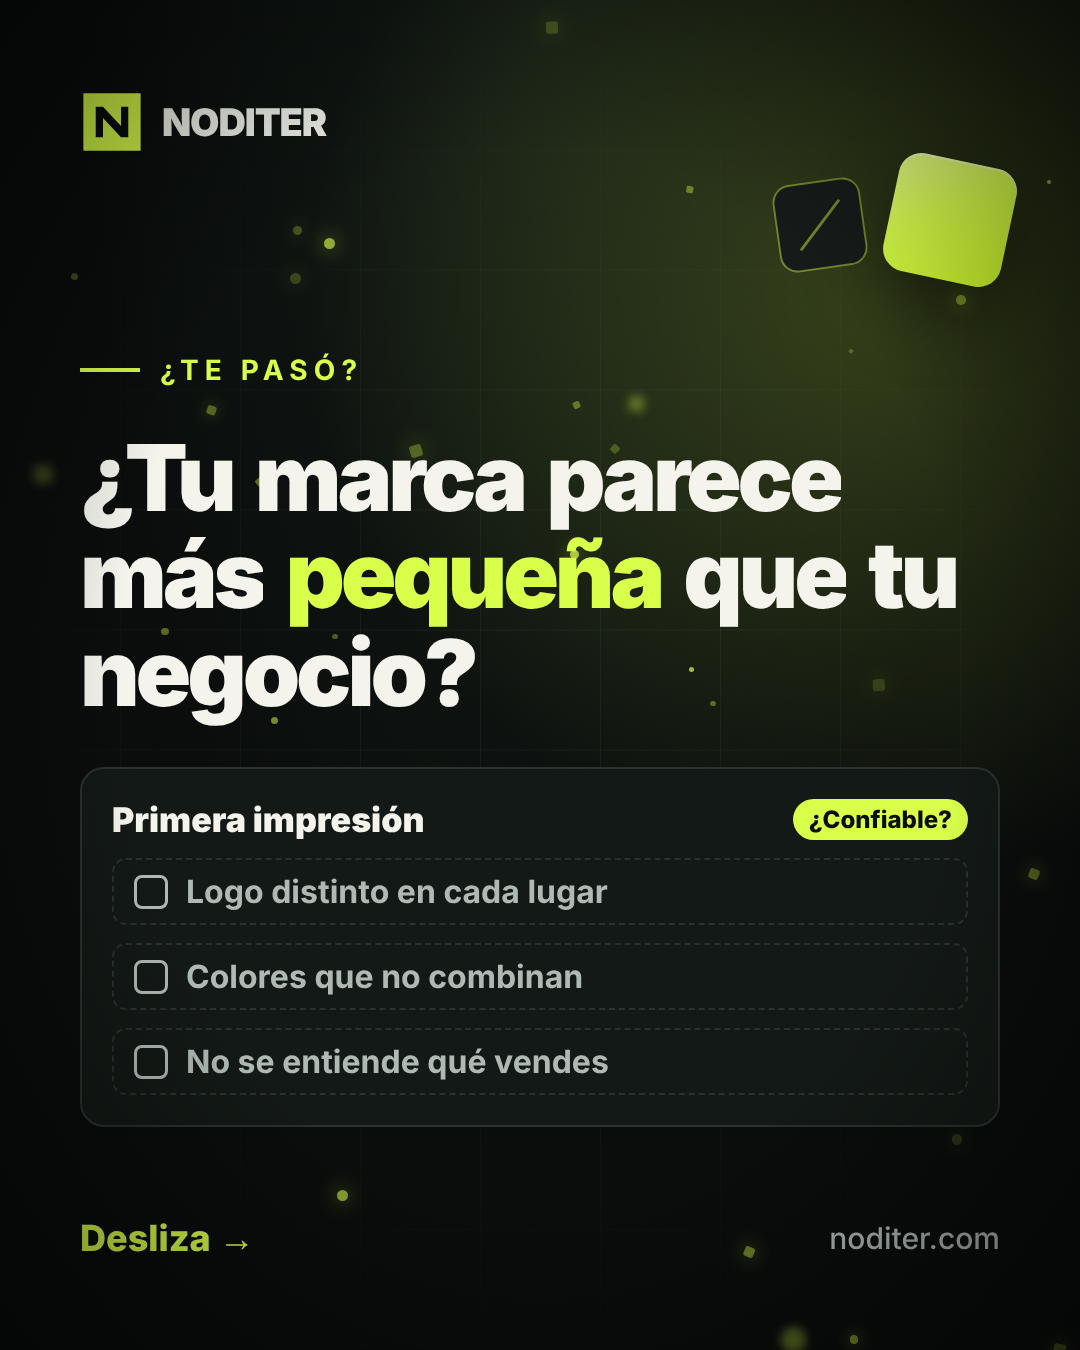 N NODITER
¿TE PASÓ?
¿Tu marca parece
más pequeña que tu
negocio?
Primera impresión
¿Confiable?
Logo distinto en cada lugar
Colores que no combinan
No se entiende qué vendes
Desliza →
noditer.com